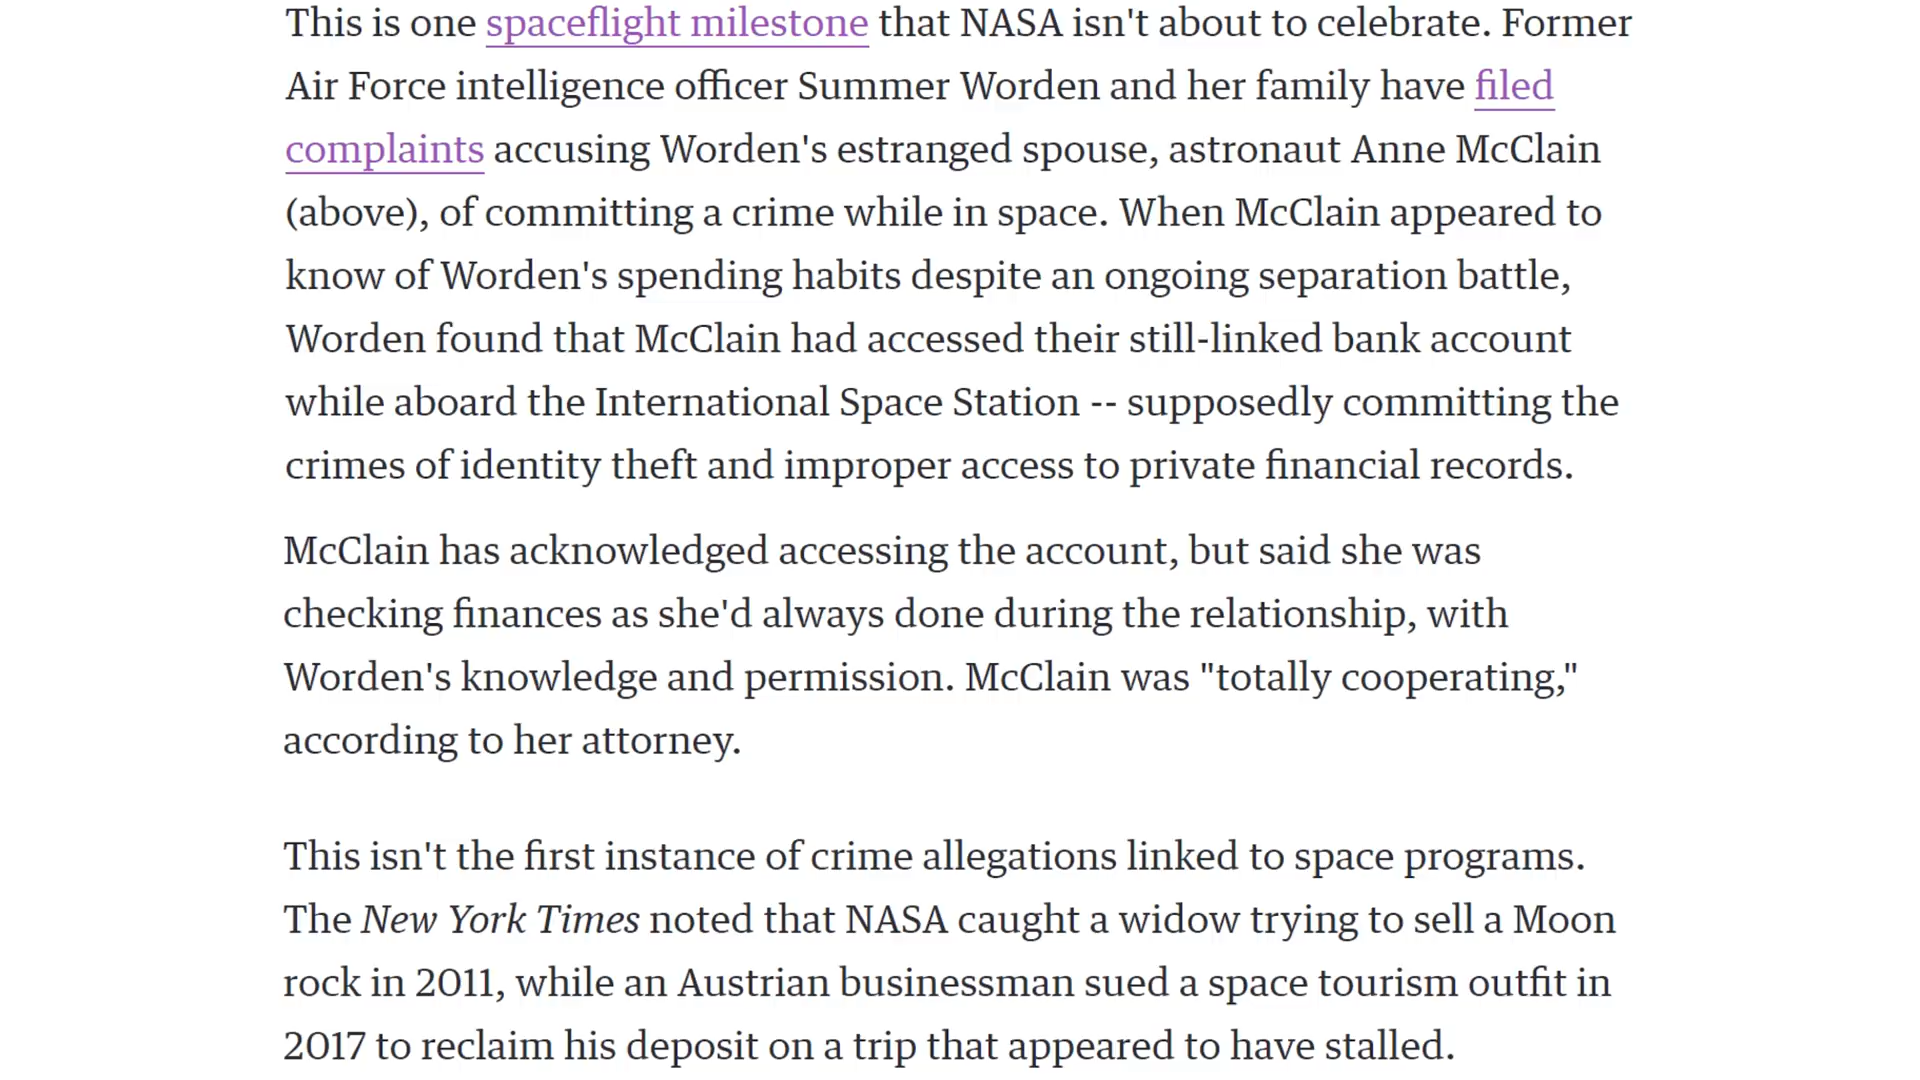 This is one spaceflight milestone that NASA isn't about to celebrate. Former
Air Force intelligence officer Summer Worden and her family have filed
complaints accusing Worden's estranged spouse, astronaut Anne McClain
(above), of committing a crime while in space. When McClain appeared to
know of Worden's spending habits despite an ongoing separation battle,
Worden found that McClain had accessed their still-linked bank account
while aboard the International Space Station -- supposedly committing the
crimes of identity theft and improper access to private financial records.
McClain has acknowledged accessing the account, but said she was
checking finances as she'd always done during the relationship, with
Worden's knowledge and permission. McClain was "totally cooperating,"
according to her attorney.
This isn't the first instance of crime allegations linked to space programs.
The New York Times noted that NASA caught a widow trying to sell a Moon
rock in 2011, while an Austrian businessman sued a space tourism outfit in
2017 to reclaim his deposit on a trip that appeared to have stalled.